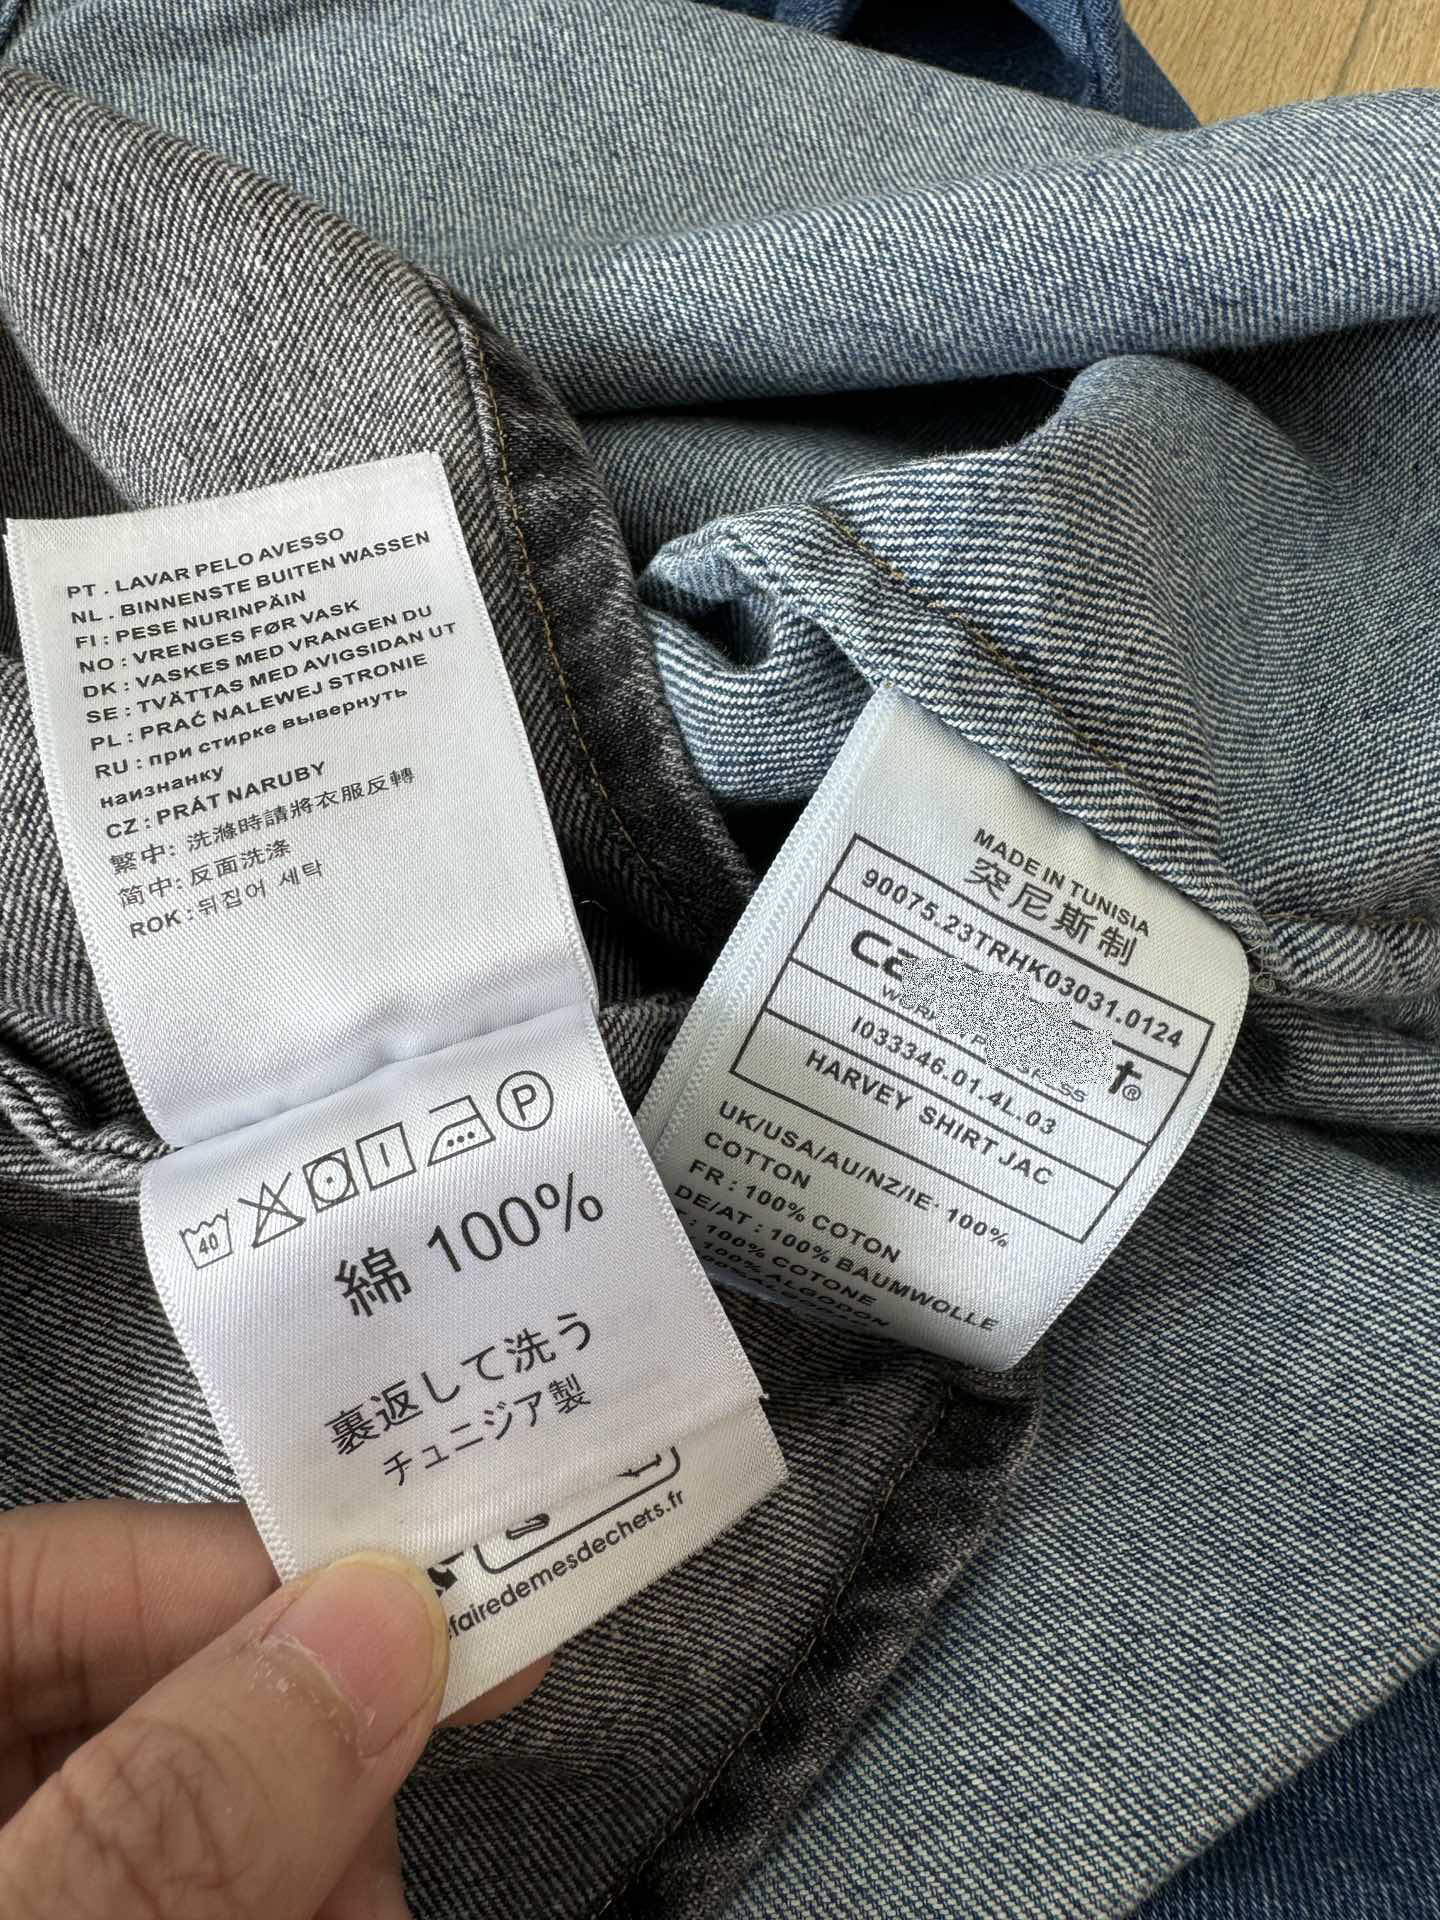 PT . LAVAR PELO AVESSO
NL . BINNENSTE BUITEN WASSEN
FI : PESE NURINPÄIN
NO : VRENGES FØR VASK
DK : VASKES MED VRANGEN DU
SE : TVÄTTAS MED AVIGSIDAN UT
PL : PRAĆ NALEWEJ STRONIE
RU : при стирке вывернуть
наизнанку
CZ : PRÁT NARUBY
繁中: 洗滌時請將衣服反轉
简中: 反面洗涤
ROK : 뒤집어 세탁
40
P
綿 100%
裏返して洗う
チュニジア製
fairedemesdechets.fr
MADE IN TUNISIA
突尼斯制
90075.23TRHK03031.0124
I033346.01.4L.03
HARVEY SHIRT JAC
UK/USA/AU/NZ/IE· 100%
COTTON
FR : 100% COTON
DE/AT : 100% BAUMWOLLE
: 100% COTONE
100% ALGODON